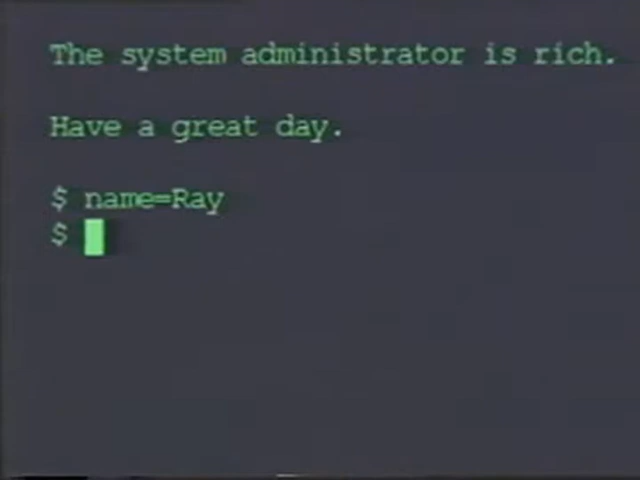 The system administrator is rich.
Have a great day.
$ name=Ray
$